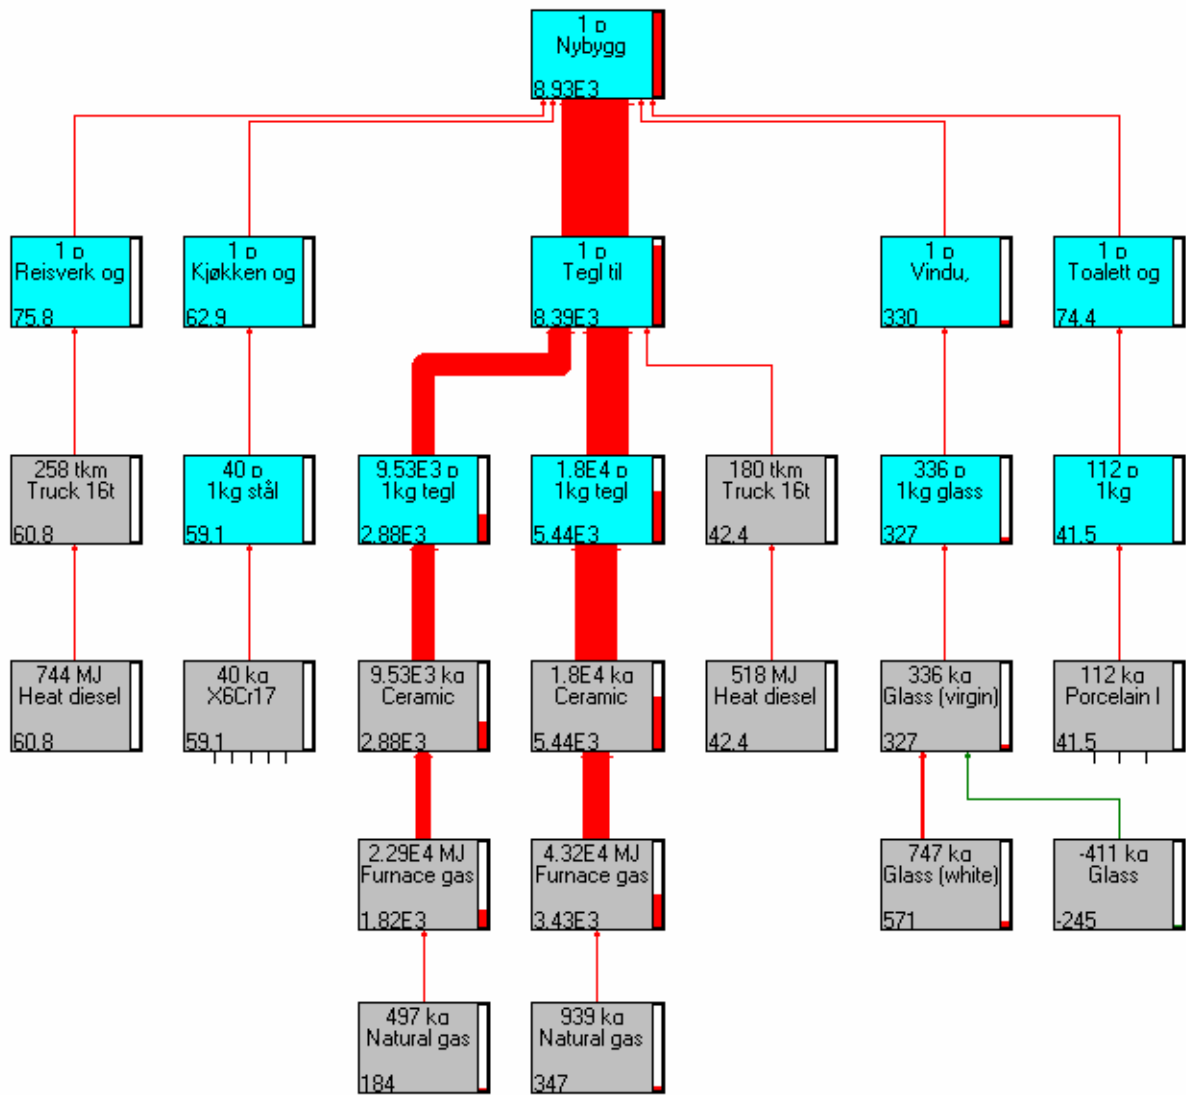 1 p
Nybygg
8.93E3
1 p
Reisverk og
75.8
1 p
Kjøkken og
62.9
1 p
Tegl til
8.39E3
1 p
Vindu,
330
1 p
Toalett og
74.4
258 tkm
Truck 16t
60.8
40 p
1kg stål
59.1
9.53E3 p
1kg tegl
2.88E3
1.8E4 p
1kg tegl
5.44E3
180 tkm
Truck 16t
42.4
336 p
1kg glass
327
112 p
1kg
41.5
744 MJ
Heat diesel
60.8
40 kg
X6Cr17
59.1
9.53E3 kg
Ceramic
2.88E3
1.8E4 kg
Ceramic
5.44E3
518 MJ
Heat diesel
42.4
336 kg
Glass (virgin)
327
112 kg
Porcelain I
41.5
2.29E4 MJ
Furnace gas
1.82E3
4.32E4 MJ
Furnace gas
3.43E3
747 kg
Glass (white)
571
-411 kg
Glass
-245
497 kg
Natural gas
184
939 kg
Natural gas
347